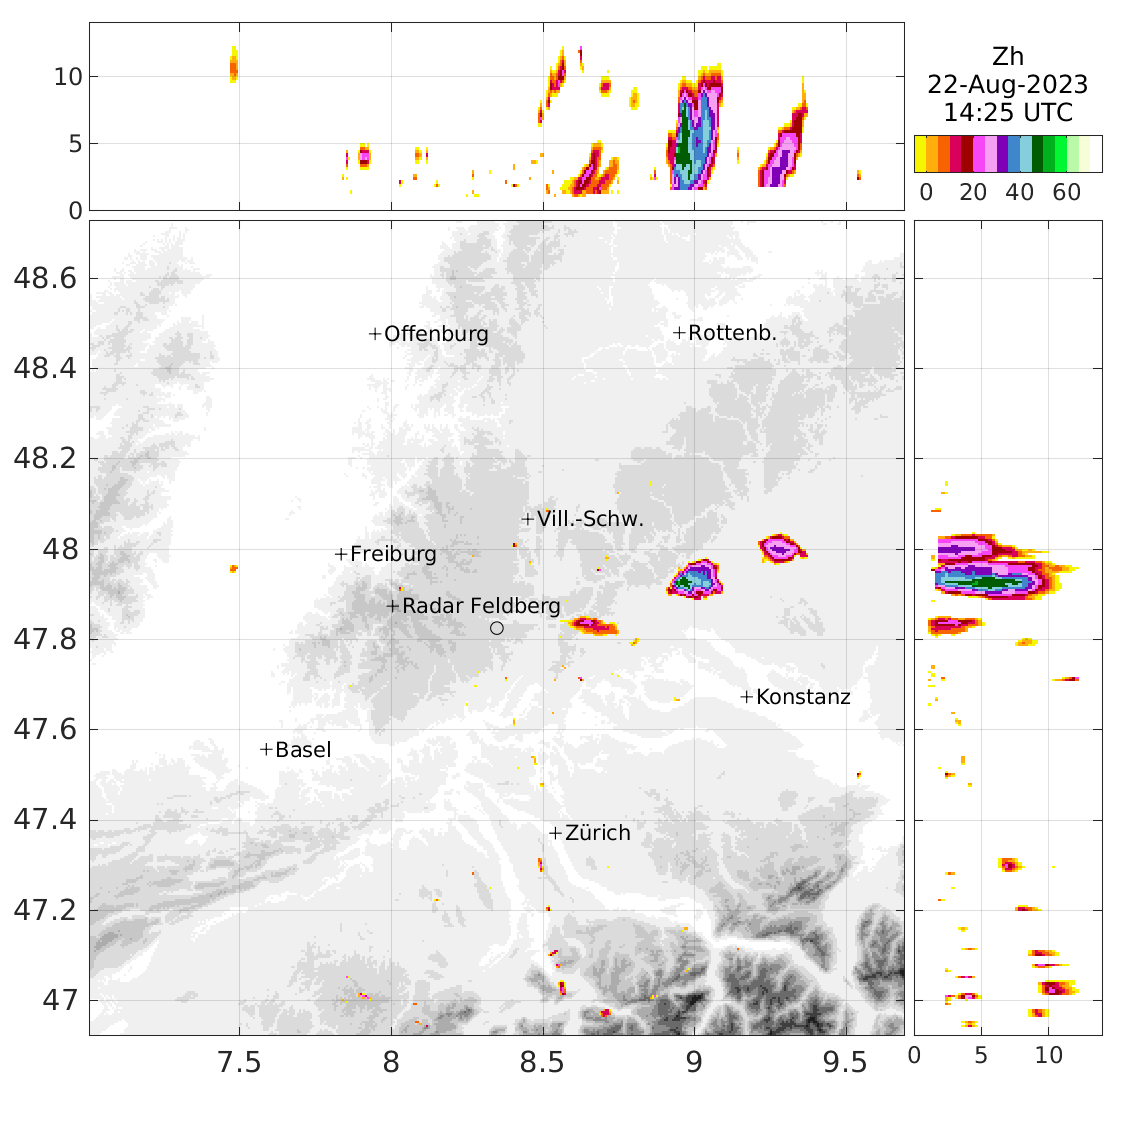 Zh
22-Aug-2023
14:25 UTC
10
5
0
0 20 40 60
48.6
48.4
48.2
48
47.8
47.6
47.4
47.2
47
+Offenburg
+Rottenb.
+Vill.-Schw.
+Freiburg
+Radar Feldberg
+Konstanz
+Basel
+Zürich
7.5 8 8.5 9 9.5
0 5 10